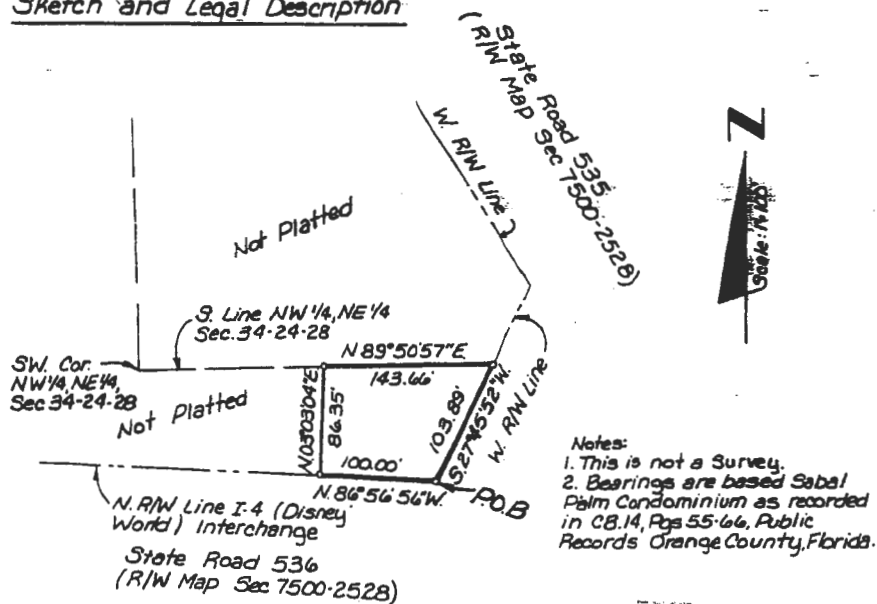 Sketch and Legal Description
State Road 535
(R/W Map Sec 7500-2528)
W. R/W Line
N
Scale: 1"=100'
Not Platted
S. Line NW 1/4, NE 1/4
Sec. 34-24-28
SW. Cor.
NW 1/4, NE 1/4,
Sec 34-24-28
Not Platted
N 89°50'57"E
143.66'
N.03°03'04"E
86.35'
103.89'
S.27°45'52"W.
W. R/W Line
100.00'
N. 86°56'56"W.
P.O.B
N. R/W Line I-4 (Disney
World) Interchange
State Road 536
(R/W Map Sec 7500-2528)
Notes:
1. This is not a Survey.
2. Bearings are based Sabal
Palm Condominium as recorded
in CB.14, Pgs 55-66, Public
Records Orange County, Florida.